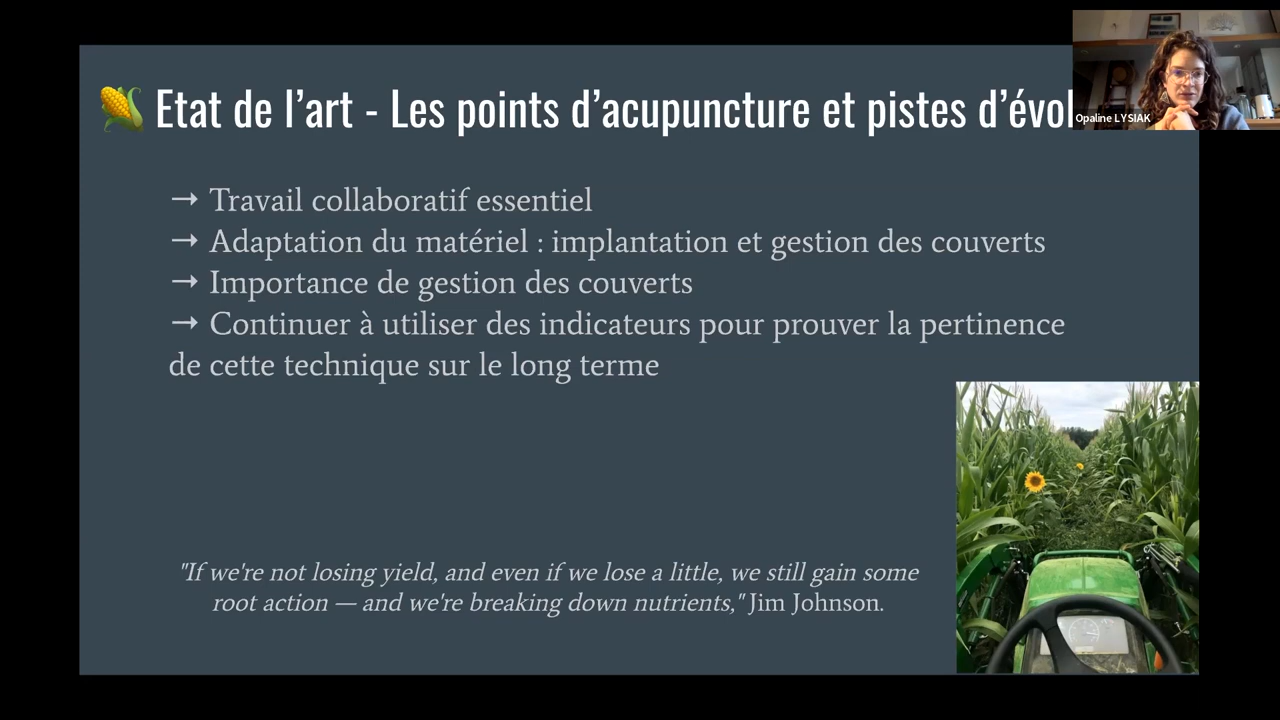 Etat de l'art - Les points d'acupuncture et pistes d'évol
Opaline LYSIAK
→ Travail collaboratif essentiel
→ Adaptation du matériel : implantation et gestion des couverts
→ Importance de gestion des couverts
→ Continuer à utiliser des indicateurs pour prouver la pertinence
de cette technique sur le long terme
"If we're not losing yield, and even if we lose a little, we still gain some
root action — and we're breaking down nutrients," Jim Johnson.